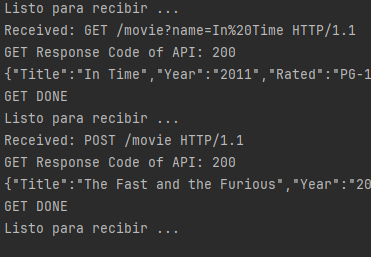 Listo para recibir ...
Received: GET /movie?name=In%20Time HTTP/1.1
GET Response Code of API: 200
{"Title":"In Time","Year":"2011","Rated":"PG-1
GET DONE
Listo para recibir ...
Received: POST /movie HTTP/1.1
GET Response Code of API: 200
{"Title":"The Fast and the Furious","Year":"20
GET DONE
Listo para recibir ...